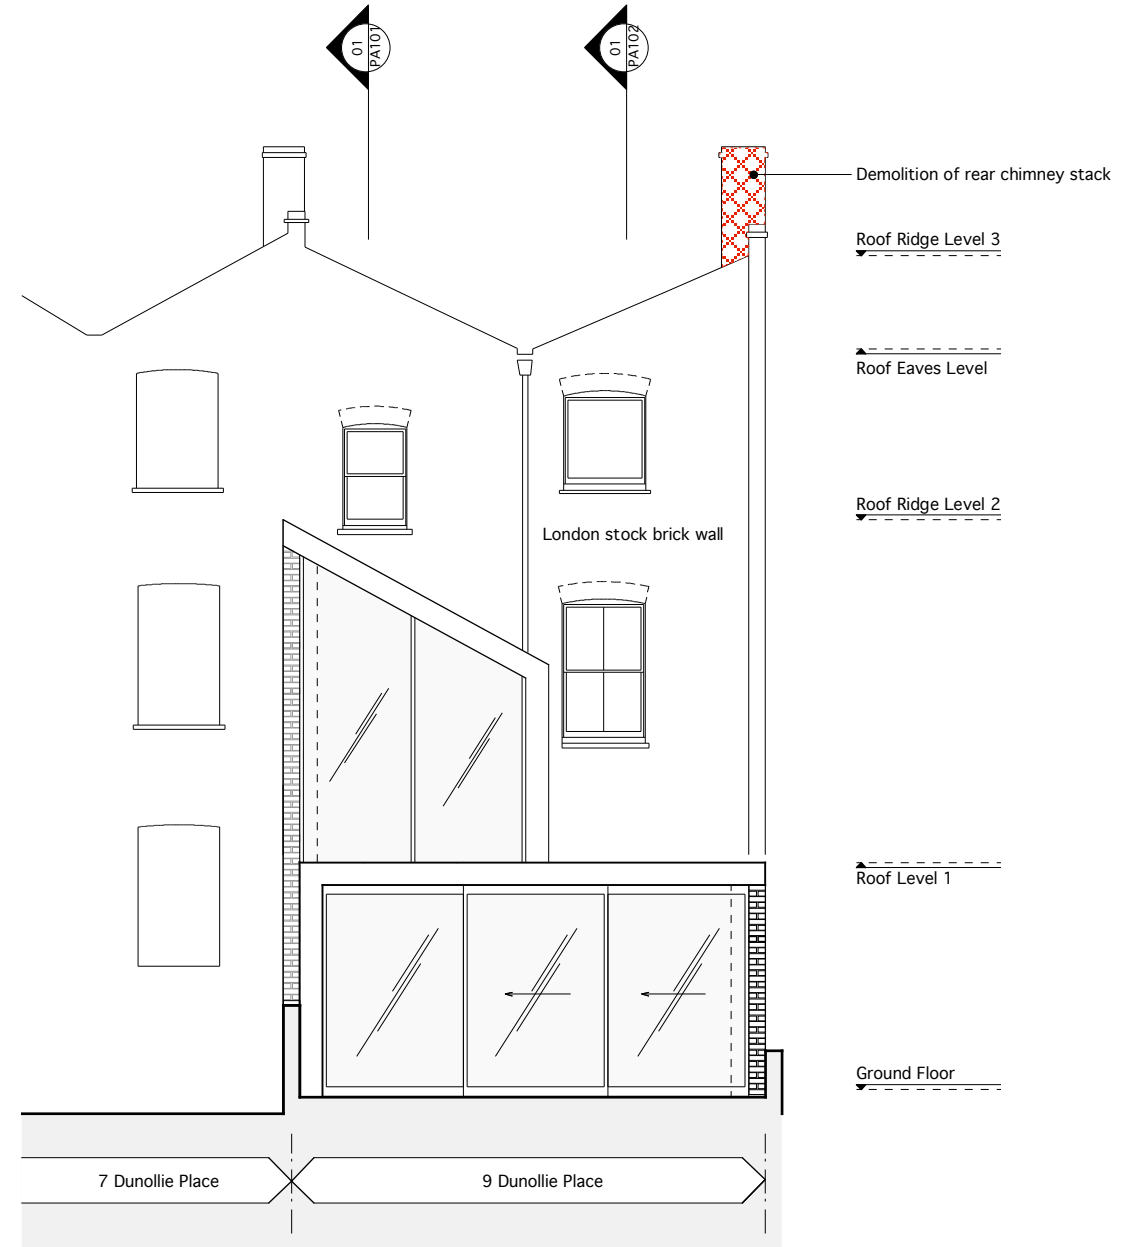 01
PA101
01
PA102
Demolition of rear chimney stack
Roof Ridge Level 3
Roof Eaves Level
Roof Ridge Level 2
London stock brick wall
Roof Level 1
Ground Floor
7 Dunollie Place
9 Dunollie Place